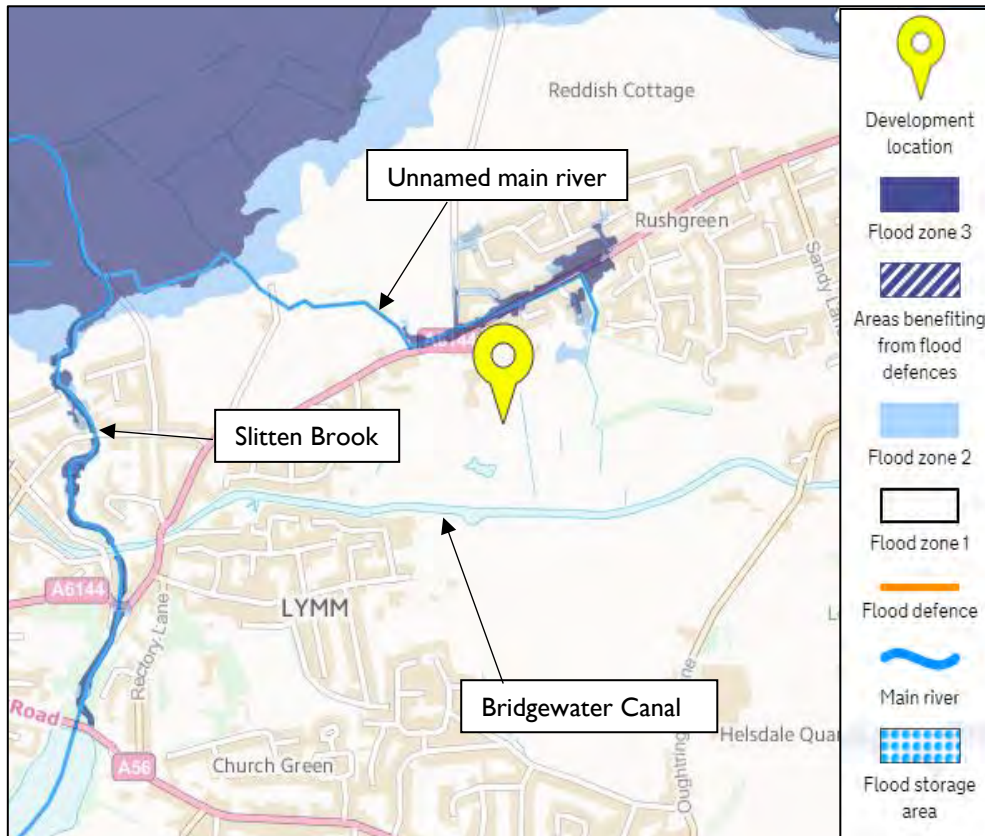 Reddish Cottage
Unnamed main river
Rushgreen
Sandy Lane
A6144
Slitten Brook
A6144
Rectory Lane
LYMM
Bridgewater Canal
Road
A56
Church Green
Oughtring
Helsdale
Development
location
Flood zone 3
Areas benefiting
from flood
defences
Flood zone 2
Flood zone 1
Flood defence
Main river
Flood storage
area